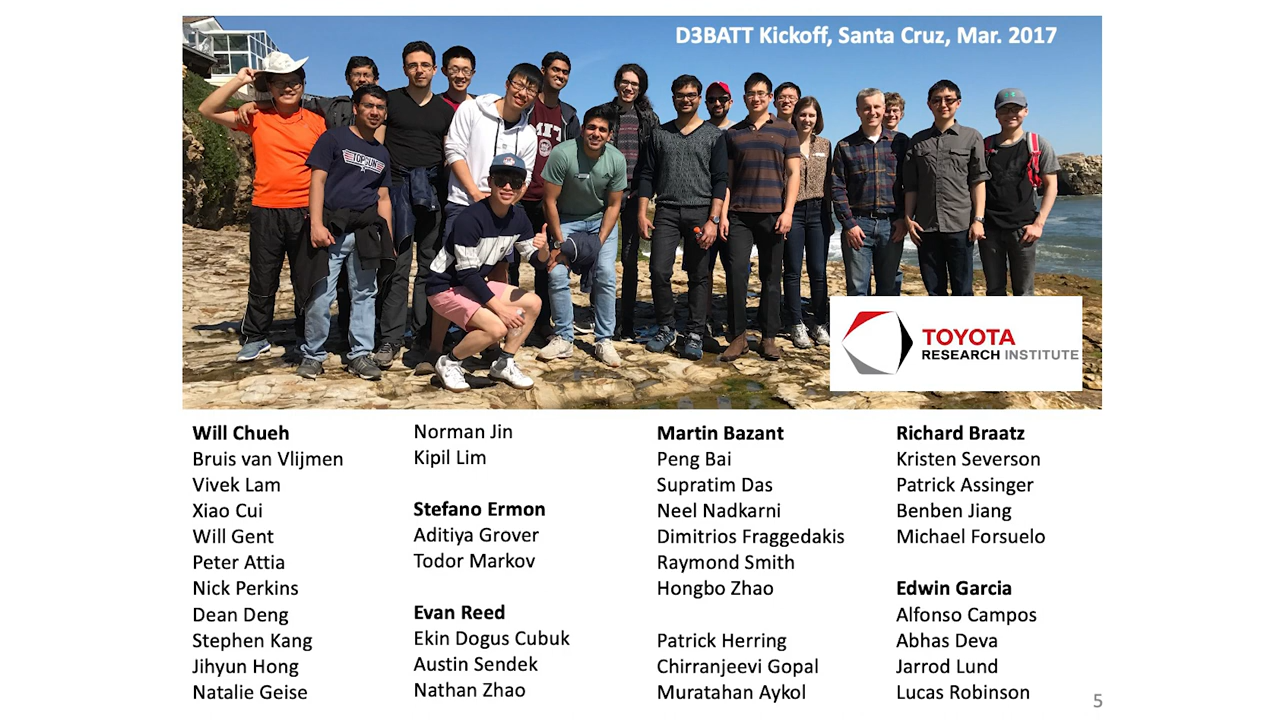 D3BATT Kickoff, Santa Cruz, Mar. 2017
TOPGUN
MIT
TOYOTA
RESEARCH INSTITUTE
Will Chueh
Bruis van Vlijmen
Vivek Lam
Xiao Cui
Will Gent
Peter Attia
Nick Perkins
Dean Deng
Stephen Kang
Jihyun Hong
Natalie Geise
Norman Jin
Kipil Lim
Stefano Ermon
Aditiya Grover
Todor Markov
Evan Reed
Ekin Dogus Cubuk
Austin Sendek
Nathan Zhao
Martin Bazant
Peng Bai
Supratim Das
Neel Nadkarni
Dimitrios Fraggedakis
Raymond Smith
Hongbo Zhao
Patrick Herring
Chirranjeevi Gopal
Muratahan Aykol
Richard Braatz
Kristen Severson
Patrick Assinger
Benben Jiang
Michael Forsuelo
Edwin Garcia
Alfonso Campos
Abhas Deva
Jarrod Lund
Lucas Robinson
5